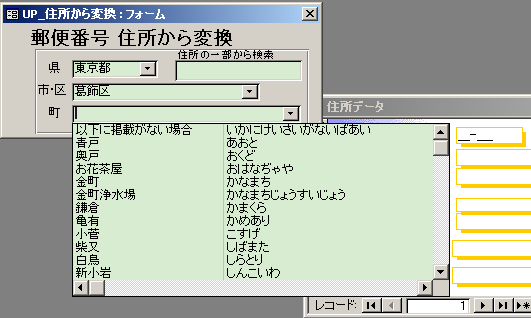 UP_住所から変換 : フォーム
郵便番号 住所から変換
住所の一部から検索
県 東京都
市・区 葛飾区
町
以下に掲載がない場合 いかにけいさいがないばあい
青戸 あおと
奥戸 おくど
お花茶屋 おはなぢゃや
金町 かなまち
金町浄水場 かなまちじょうすいじょう
鎌倉 かまくら
亀有 かめあり
小菅 こすげ
柴又 しばまた
白鳥 しらとり
新小岩 しんこいわ
住所データ
__-__
レコード: 1